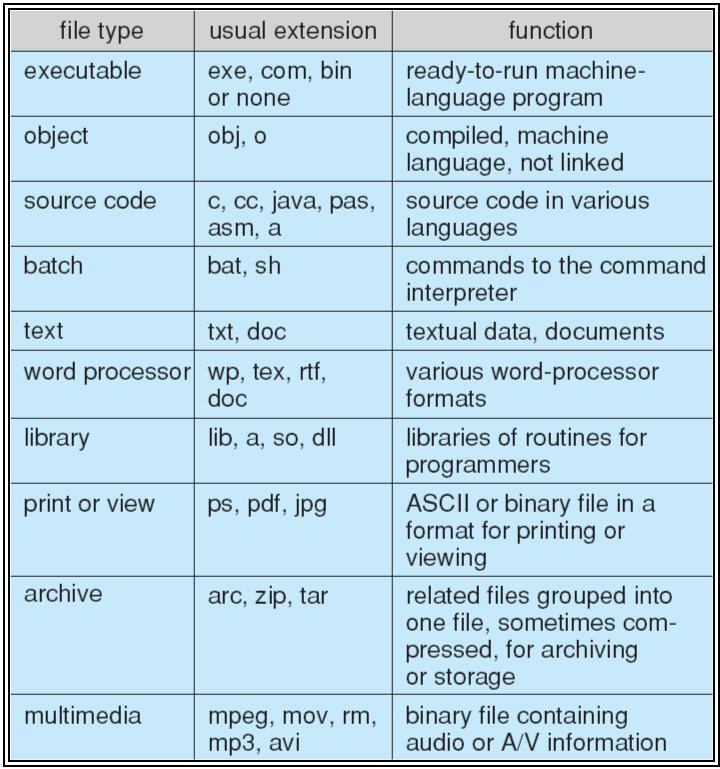 file type usual extension function
executable exe, com, bin ready-to-run machine-
or none language program
object obj, o compiled, machine
language, not linked
source code c, cc, java, pas, source code in various
asm, a languages
batch bat, sh commands to the command
interpreter
text txt, doc textual data, documents
word processor wp, tex, rtf, various word-processor
doc formats
library lib, a, so, dll libraries of routines for
programmers
print or view ps, pdf, jpg ASCII or binary file in a
format for printing or
viewing
archive arc, zip, tar related files grouped into
one file, sometimes com-
pressed, for archiving
or storage
multimedia mpeg, mov, rm, binary file containing
mp3, avi audio or A/V information